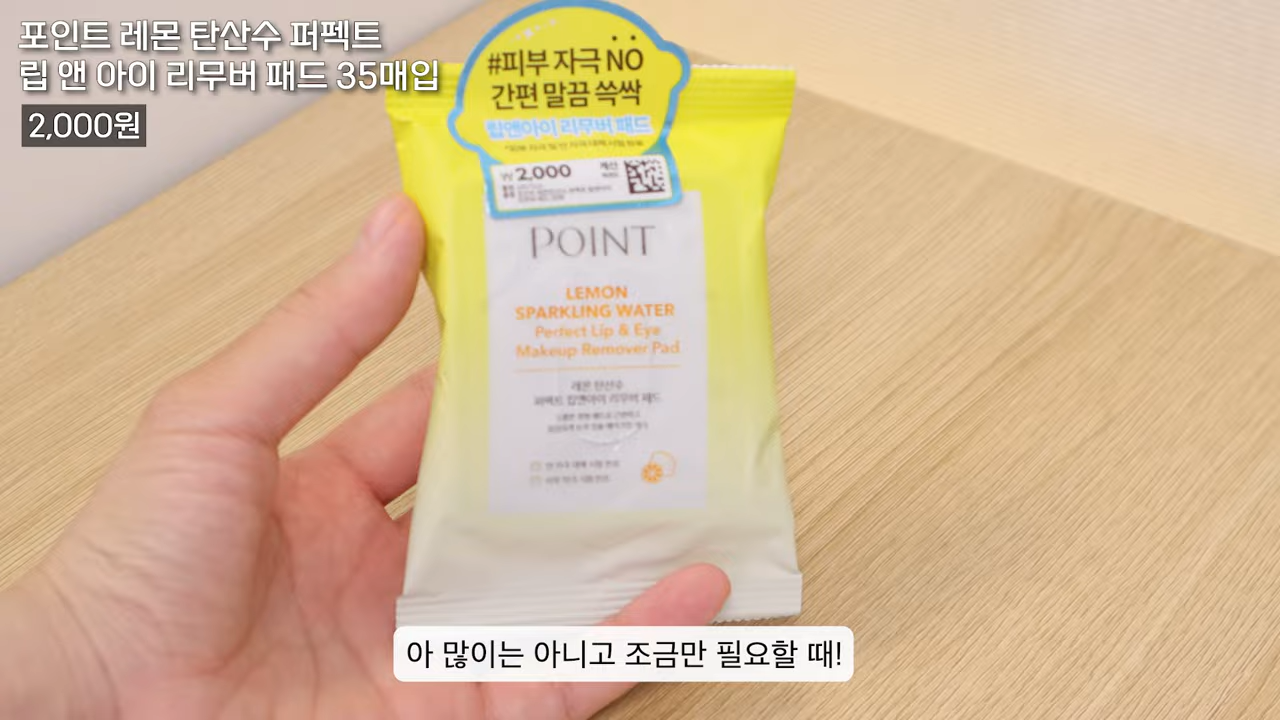 포인트 레몬 탄산수 퍼펙트
립 앤 아이 리무버 패드 35매입
2,000원
#피부 자극 NO
간편 말끔 쓱싹
립앤아이 리무버 패드
₩ 2,000
POINT
LEMON
SPARKLING WATER
Perfect Lip & Eye
Makeup Remover Pad
레몬 탄산수
퍼펙트 립앤아이 리무버 패드
아 많이는 아니고 조금만 필요할 때!